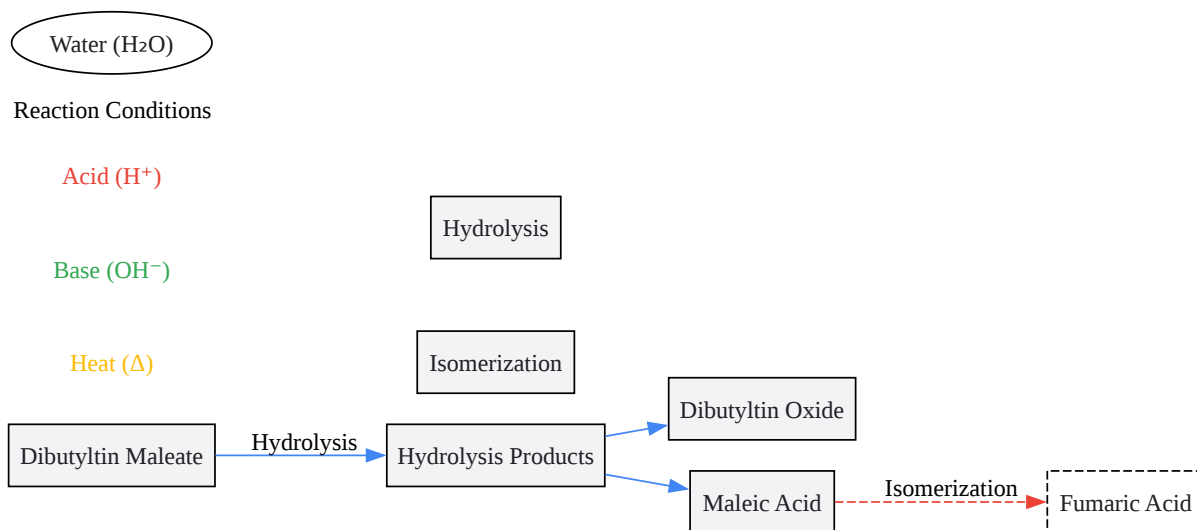 Water (H₂O)
Reaction Conditions
Acid (H⁺)
Hydrolysis
Base (OH⁻)
Isomerization
Heat (Δ)
Dibutyltin Oxide
Dibutyltin Maleate
Hydrolysis
Hydrolysis Products
Maleic Acid
Isomerization
Fumaric Acid